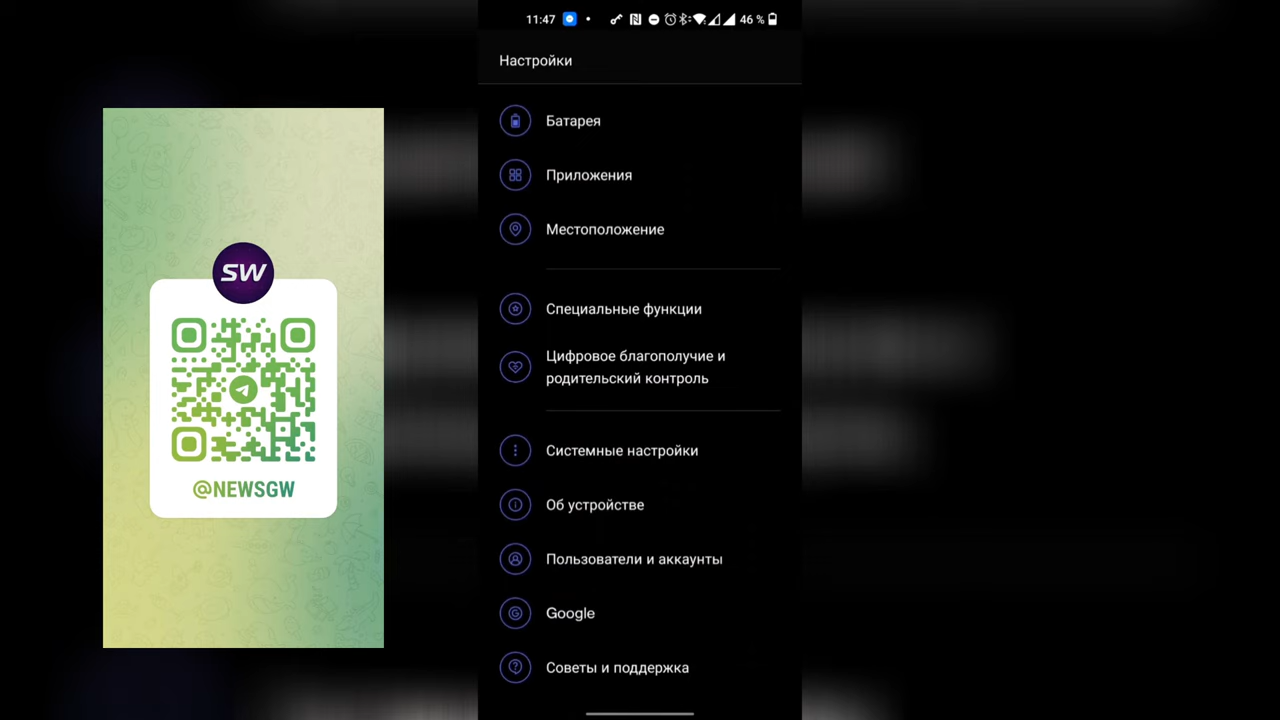 SW
@NEWSGW
11:47
46 %
Настройки
Батарея
Приложения
Местоположение
Специальные функции
Цифровое благополучие и
родительский контроль
Системные настройки
Об устройстве
Пользователи и аккаунты
Google
Советы и поддержка